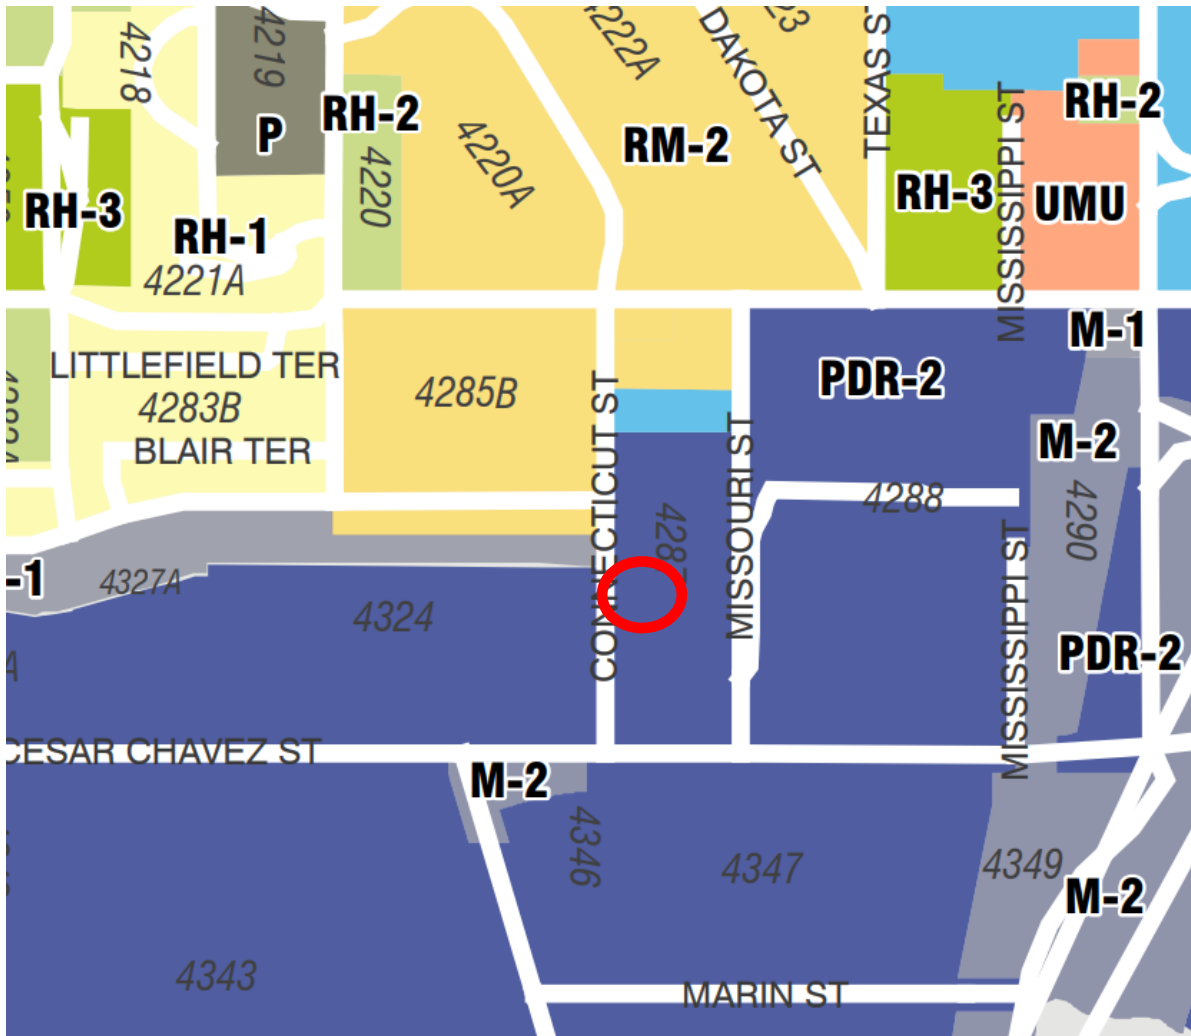 4218
4219
4222A
DAKOTA ST
TEXAS S
MISSISSIPPI ST
RH-2
P
RH-2
4220
4220A
RM-2
RH-3
UMU
RH-3
RH-1
4221A
M-1
LITTLEFIELD TER
4283B
4285B
PDR-2
BLAIR TER
CONNECTICUT ST
MISSOURI ST
M-2
4288
4290
428
-1
4327A
4324
MISSISSIPPI ST
PDR-2
CESAR CHAVEZ ST
M-2
4346
4347
4349
M-2
4343
MARIN ST